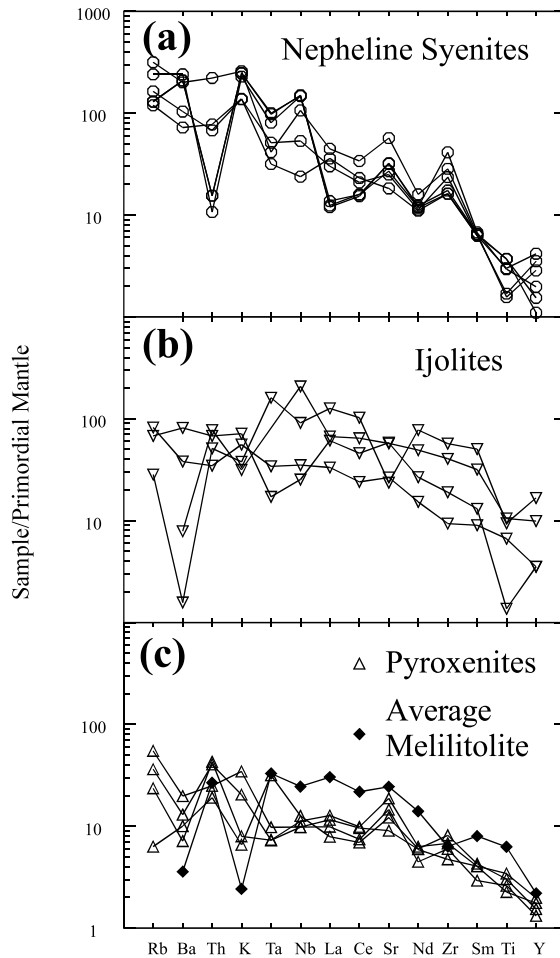 1000
(a)
Nepheline Syenites
100
10
(b)
Ijolites
100
Sample/Primordial Mantle
10
(c)
Pyroxenites
Average
Melilitolite
100
10
1
Rb Ba Th K Ta Nb La Ce Sr Nd Zr Sm Ti Y